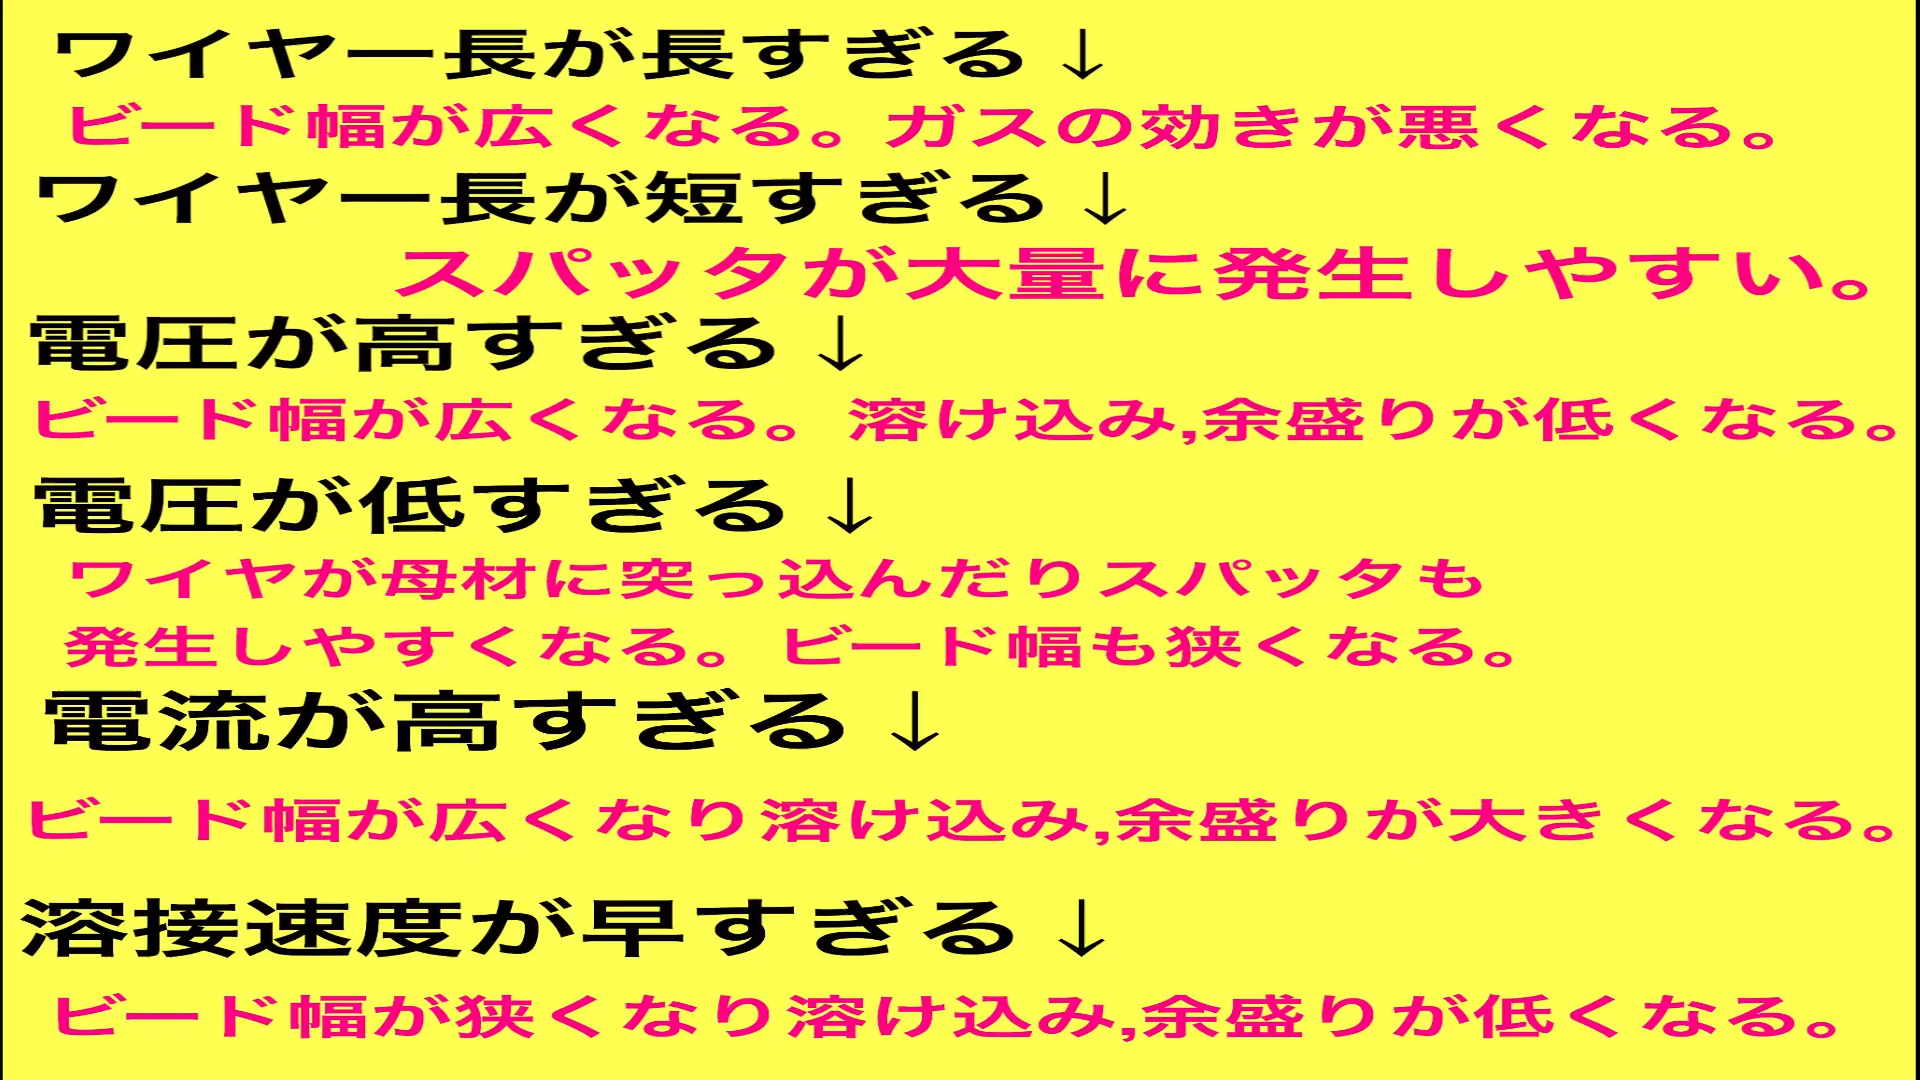 ワイヤー長が長すぎる↓
ビード幅が広くなる。ガスの効きが悪くなる。
ワイヤー長が短すぎる↓
スパッタが大量に発生しやすい。
電圧が高すぎる↓
ビード幅が広くなる。溶け込み,余盛りが低くなる。
電圧が低すぎる↓
ワイヤが母材に突っ込んだりスパッタも
発生しやすくなる。ビード幅も狭くなる。
電流が高すぎる↓
ビード幅が広くなり溶け込み,余盛りが大きくなる。
溶接速度が早すぎる↓
ビード幅が狭くなり溶け込み,余盛りが低くなる。